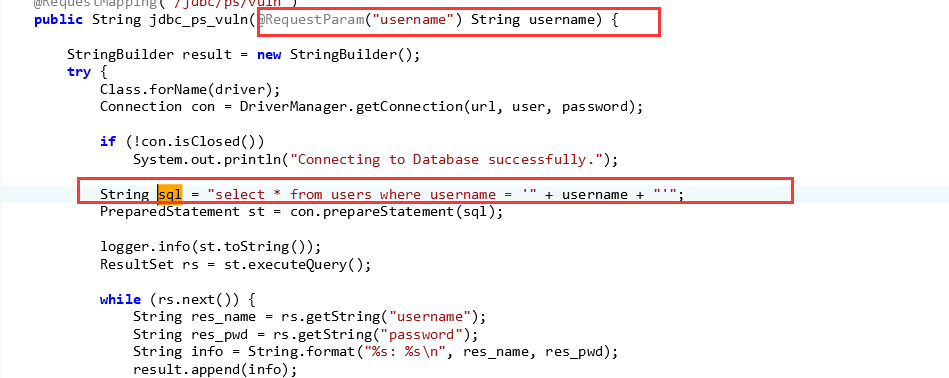 @RequestMapping("/jdbc/ps/vuln")
public String jdbc_ps_vuln(@RequestParam("username") String username) {
StringBuilder result = new StringBuilder();
try {
Class.forName(driver);
Connection con = DriverManager.getConnection(url, user, password);
if (!con.isClosed())
System.out.println("Connecting to Database successfully.");
String sql = "select * from users where username = '" + username + "'";
PreparedStatement st = con.prepareStatement(sql);
logger.info(st.toString());
ResultSet rs = st.executeQuery();
while (rs.next()) {
String res_name = rs.getString("username");
String res_pwd = rs.getString("password");
String info = String.format("%s: %s\n", res_name, res_pwd);
result.append(info);